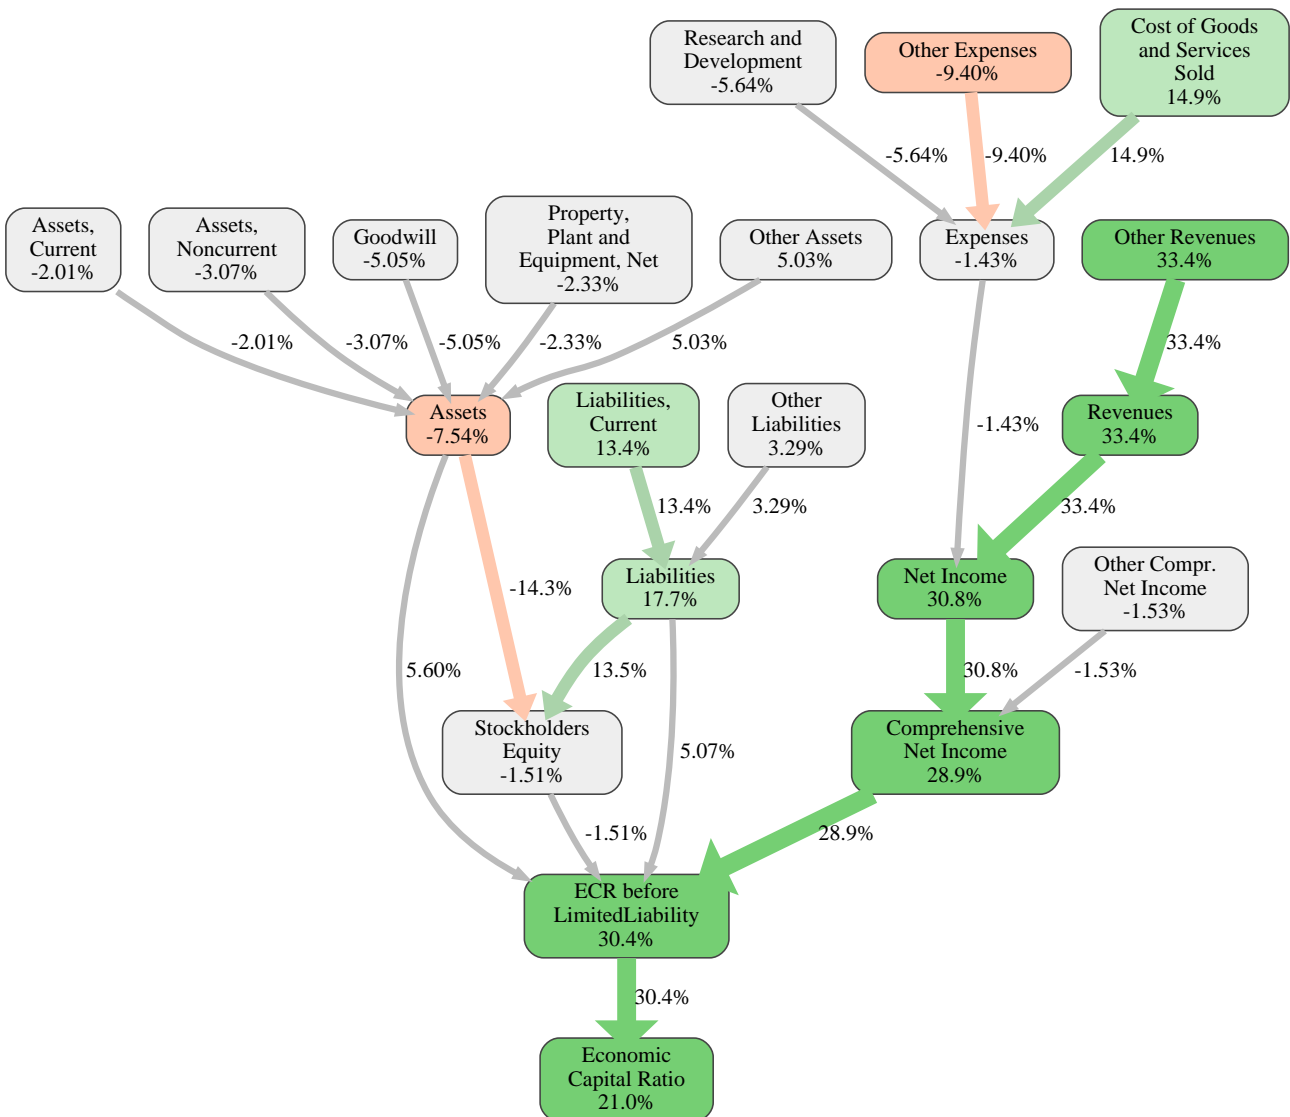 Research and
Development
-5.64%
Other Expenses
-9.40%
Cost of Goods
and Services
Sold
14.9%
-5.64%
-9.40%
14.9%
Assets,
Current
-2.01%
Assets,
Noncurrent
-3.07%
Goodwill
-5.05%
Property,
Plant and
Equipment, Net
-2.33%
Other Assets
5.03%
Expenses
-1.43%
Other Revenues
33.4%
-2.01%
-3.07%
-5.05%
-2.33%
5.03%
33.4%
Assets
-7.54%
Liabilities,
Current
13.4%
Other
Liabilities
3.29%
-1.43%
Revenues
33.4%
13.4%
3.29%
33.4%
-14.3%
Liabilities
17.7%
Net Income
30.8%
Other Compr.
Net Income
-1.53%
5.60%
13.5%
30.8%
-1.53%
Stockholders
Equity
-1.51%
5.07%
Comprehensive
Net Income
28.9%
-1.51%
28.9%
ECR before
LimitedLiability
30.4%
30.4%
Economic
Capital Ratio
21.0%